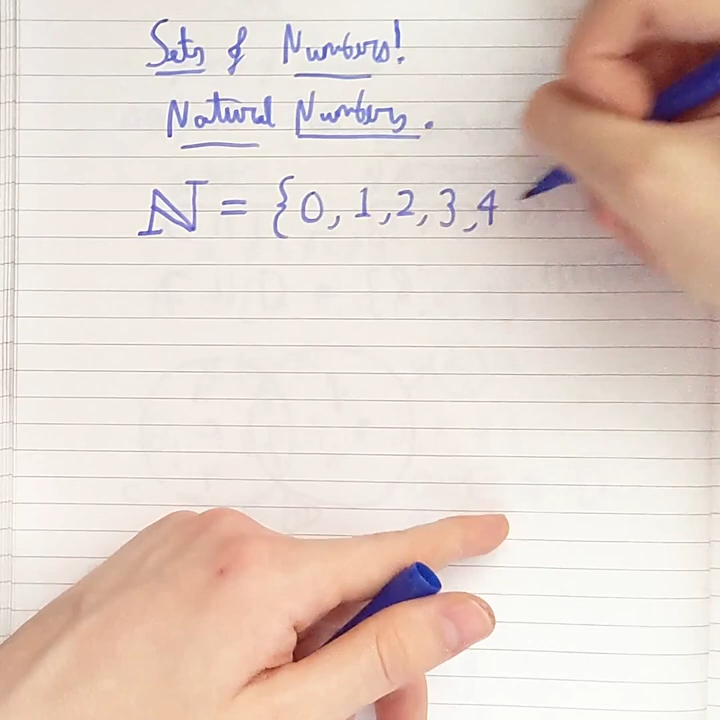 Sets of Numbers!
Natural Numbers.
ℕ = {0, 1, 2, 3, 4